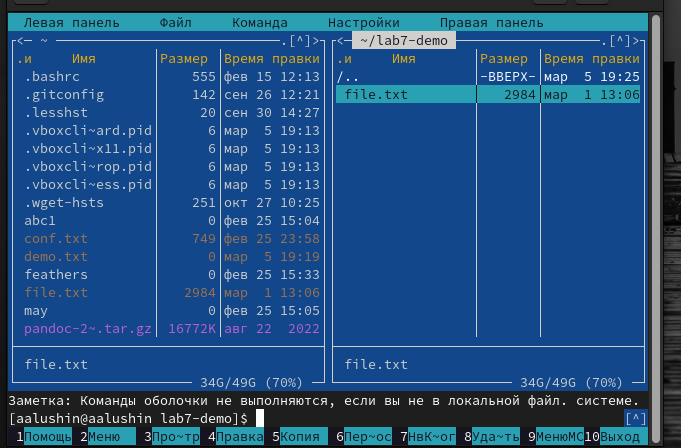 Левая панель Файл Команда Настройки Правая панель
<─ ~ .[^]>
.и Имя Размер Время правки
.bashrc 555 фев 15 12:13
.gitconfig 142 сен 26 12:21
.lesshst 20 сен 30 14:27
.vboxcli~ard.pid 6 мар 5 19:13
.vboxcli~x11.pid 6 мар 5 19:13
.vboxcli~rop.pid 6 мар 5 19:13
.vboxcli~ess.pid 6 мар 5 19:13
.wget-hsts 251 окт 27 10:25
abc1 0 фев 25 15:04
conf.txt 749 фев 25 23:58
demo.txt 0 мар 5 19:19
feathers 0 фев 25 15:33
file.txt 2984 мар 1 13:06
may 0 фев 25 15:05
pandoc-2~.tar.gz 16772K авг 22 2022
file.txt
34G/49G (70%)
<─ ~/lab7-demo .[^]>
.и Имя Размер Время правки
/.. -ВВЕРХ- мар 5 19:25
file.txt 2984 мар 1 13:06
file.txt
34G/49G (70%)
Заметка: Команды оболочки не выполняются, если вы не в локальной файл. системе.
[aalushin@aalushin lab7-demo]$ [^]
1Помощь 2Меню 3Про~тр 4Правка 5Копия 6Пер~ос 7НвК~ог 8Уда~ть 9МенюMC 10Выход